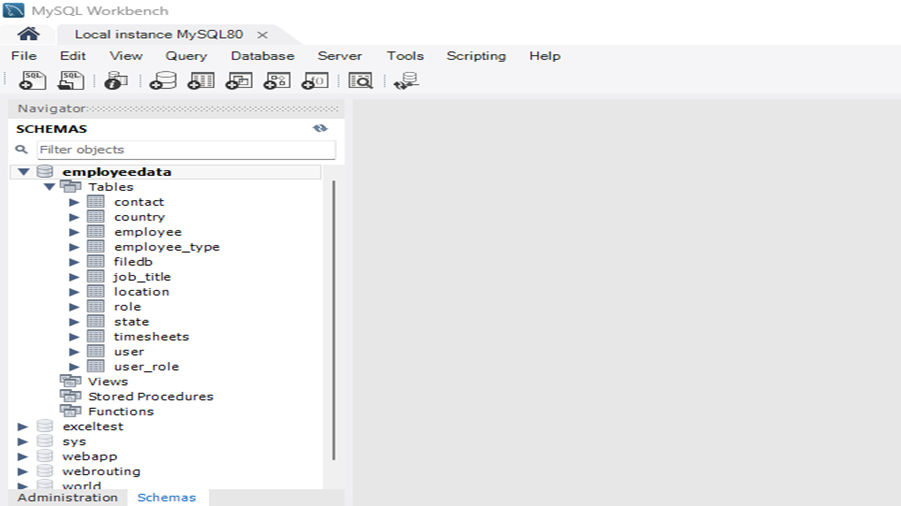 MySQL Workbench
Local instance MySQL80
File Edit View Query Database Server Tools Scripting Help
SQL SQL
Navigator
SCHEMAS
Filter objects
employeedata
Tables
contact
country
employee
employee_type
filedb
job_title
location
role
state
timesheets
user
user_role
Views
Stored Procedures
Functions
exceltest
sys
webapp
webrouting
world
Administration Schemas